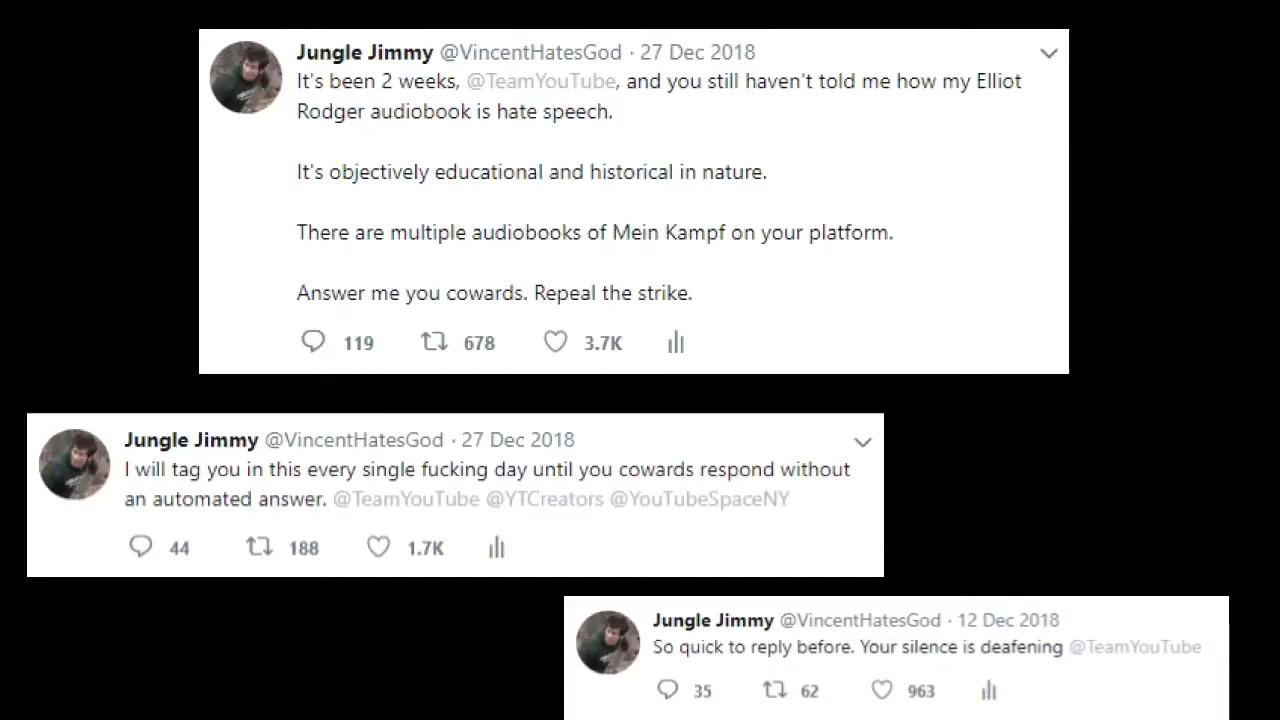 Jungle Jimmy @VincentHatesGod · 27 Dec 2018
It's been 2 weeks, @TeamYouTube, and you still haven't told me how my Elliot
Rodger audiobook is hate speech.
It's objectively educational and historical in nature.
There are multiple audiobooks of Mein Kampf on your platform.
Answer me you cowards. Repeal the strike.
119 678 3.7K
Jungle Jimmy @VincentHatesGod · 27 Dec 2018
I will tag you in this every single fucking day until you cowards respond without
an automated answer. @TeamYouTube @YTCreators @YouTubeSpaceNY
44 188 1.7K
Jungle Jimmy @VincentHatesGod · 12 Dec 2018
So quick to reply before. Your silence is deafening @TeamYouTube
35 62 963